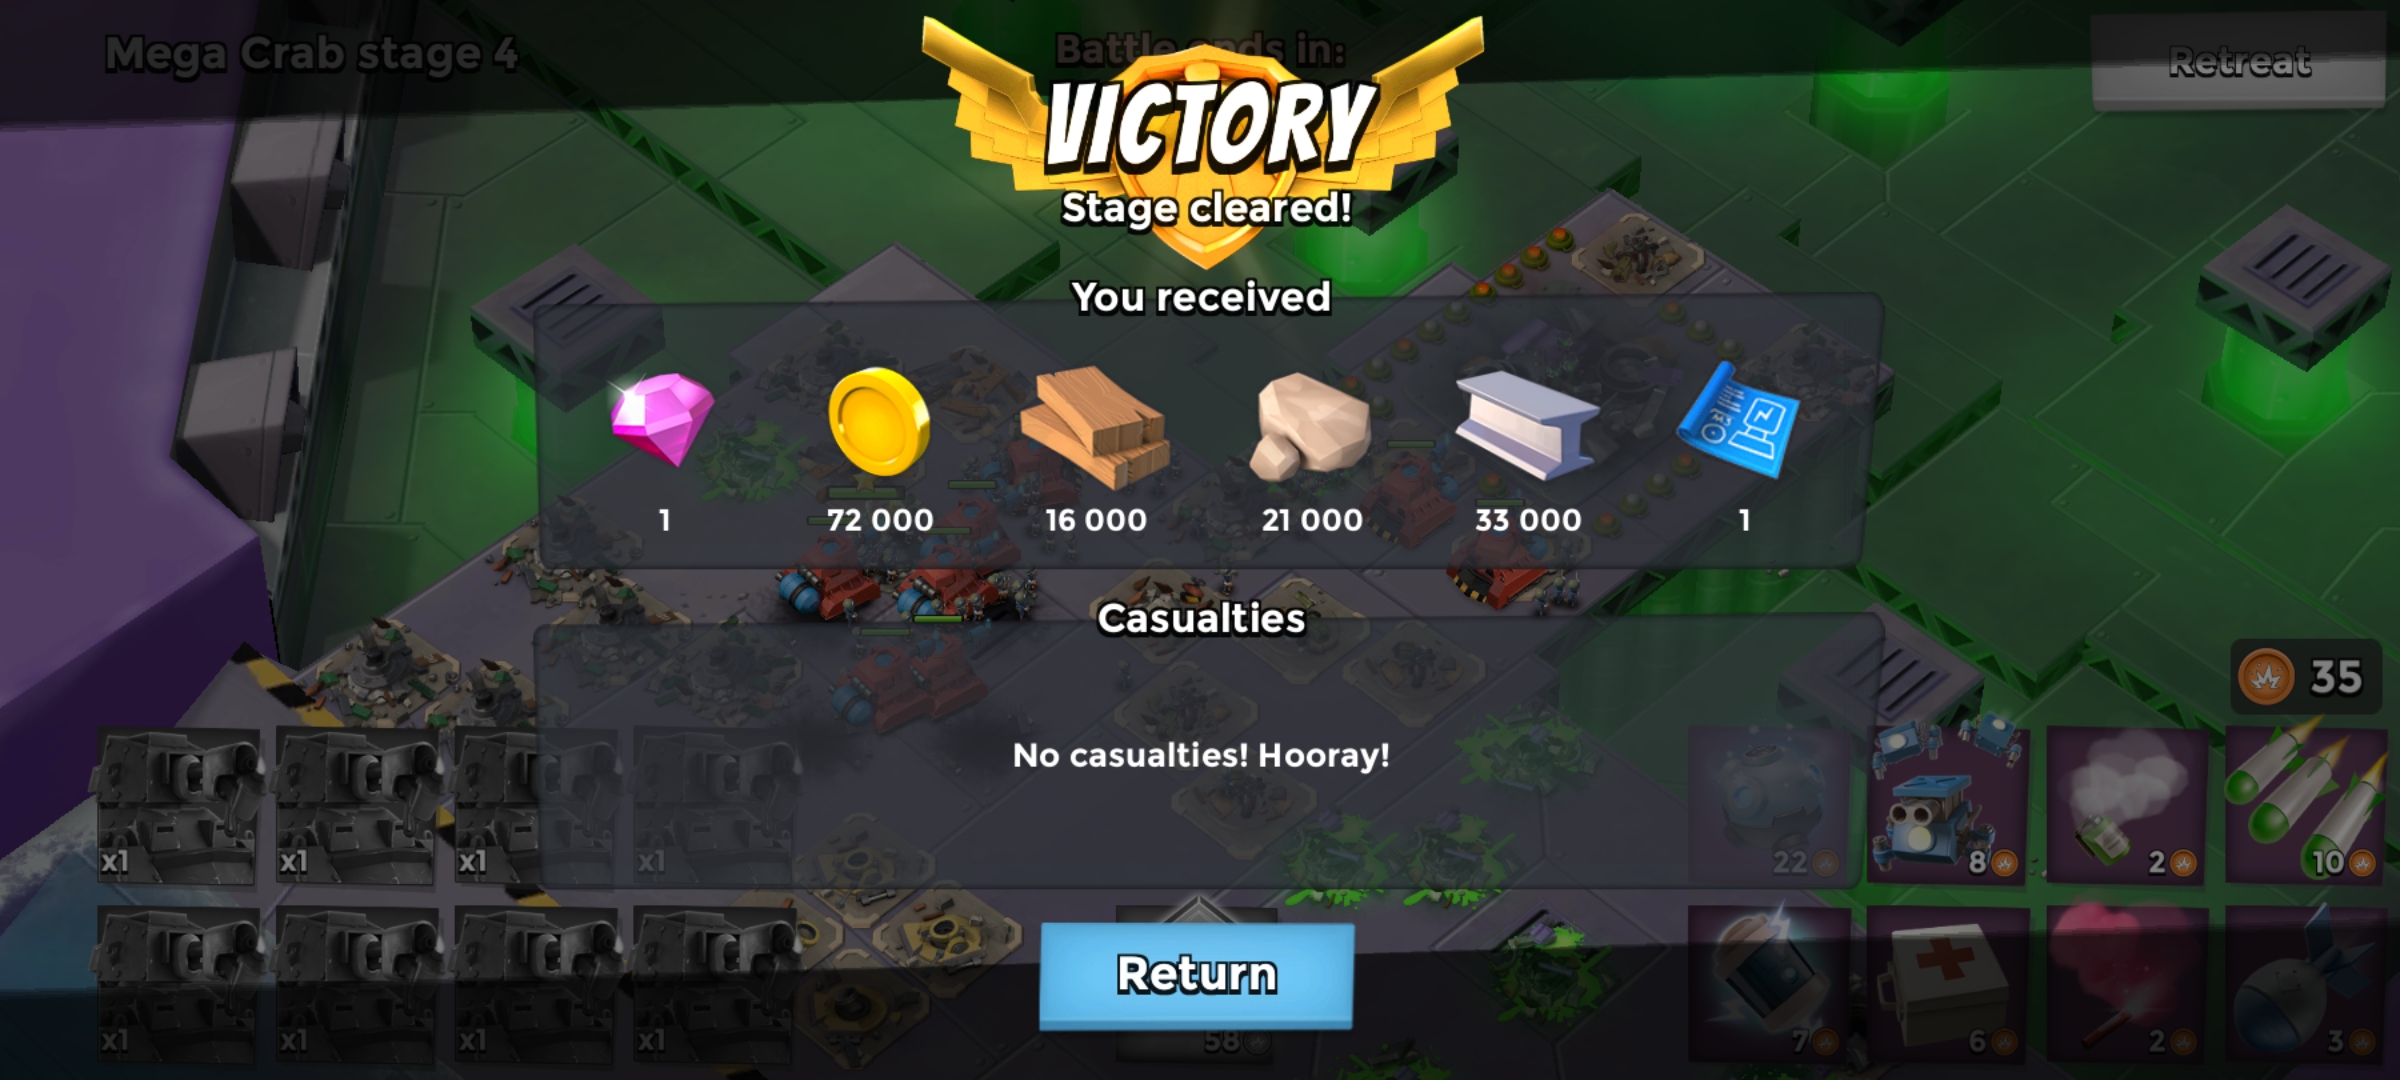 Mega Crab stage 4
Battle ends in:
Retreat
VICTORY
Stage cleared!
You received
1
72 000
16 000
21 000
33 000
1
Casualties
No casualties! Hooray!
35
x1
x1
x1
x1
22
8
2
10
x1
x1
x1
x1
Return
58
7
6
2
3